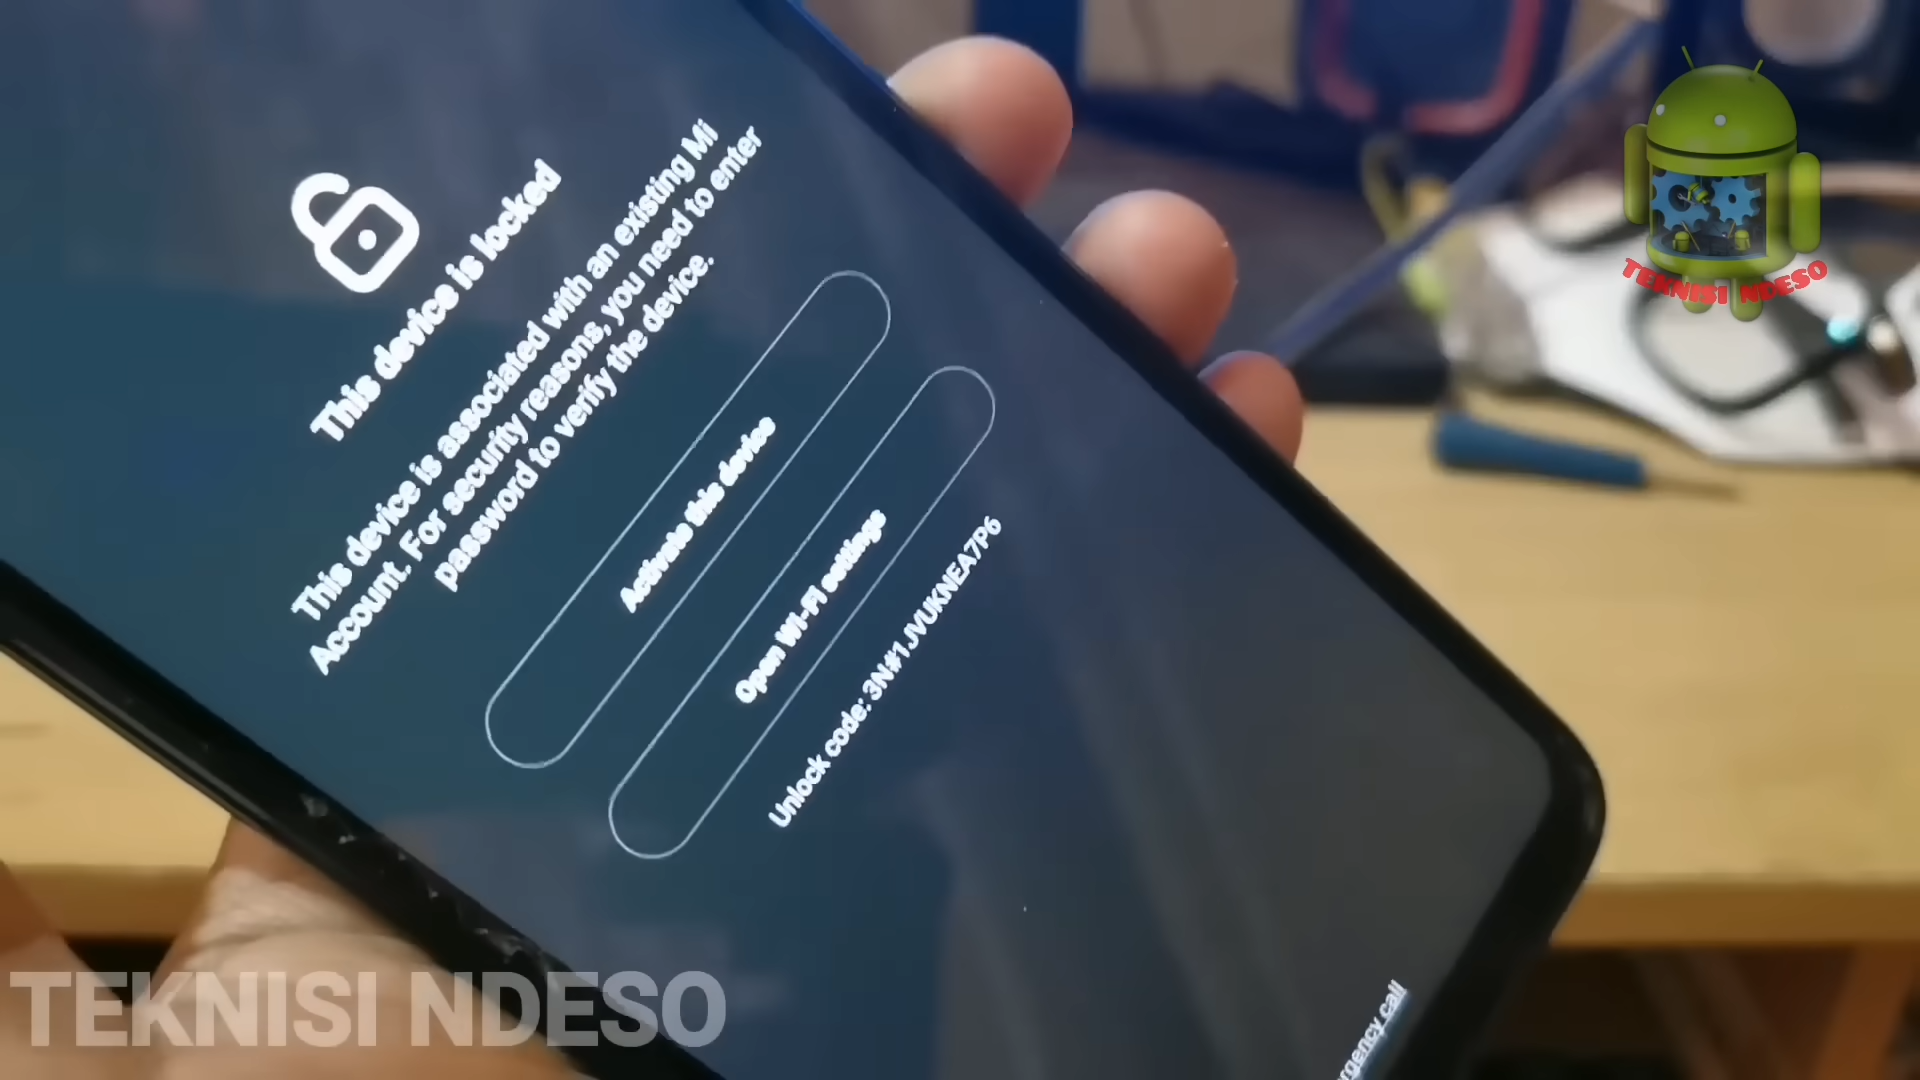 This device is locked
This device is associated with an existing Mi
Account. For security reasons, you need to enter
password to verify the device.
Activate this device
Open Wi-Fi settings
Unlock code: 3N#1JVUKNEA7P6
rgency call
TEKNISI NDESO
TEKNISI NDESO